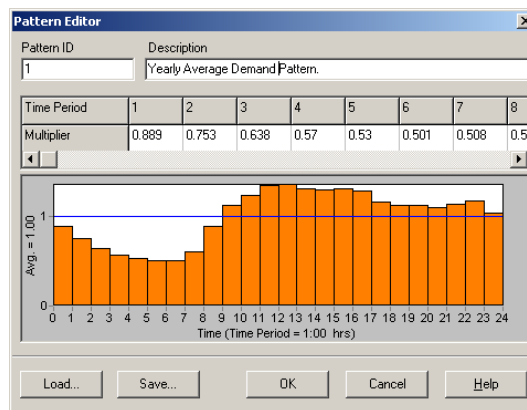 Pattern Editor
Pattern ID Description
1 Yearly Average Demand Pattern.
Time Period 1 2 3 4 5 6 7 8
Multiplier 0.889 0.753 0.638 0.57 0.53 0.501 0.508 0.5
Avg. = 1.00
1
0
0 1 2 3 4 5 6 7 8 9 10 11 12 13 14 15 16 17 18 19 20 21 22 23 24
Time (Time Period = 1:00 hrs)
Load... Save... OK Cancel Help